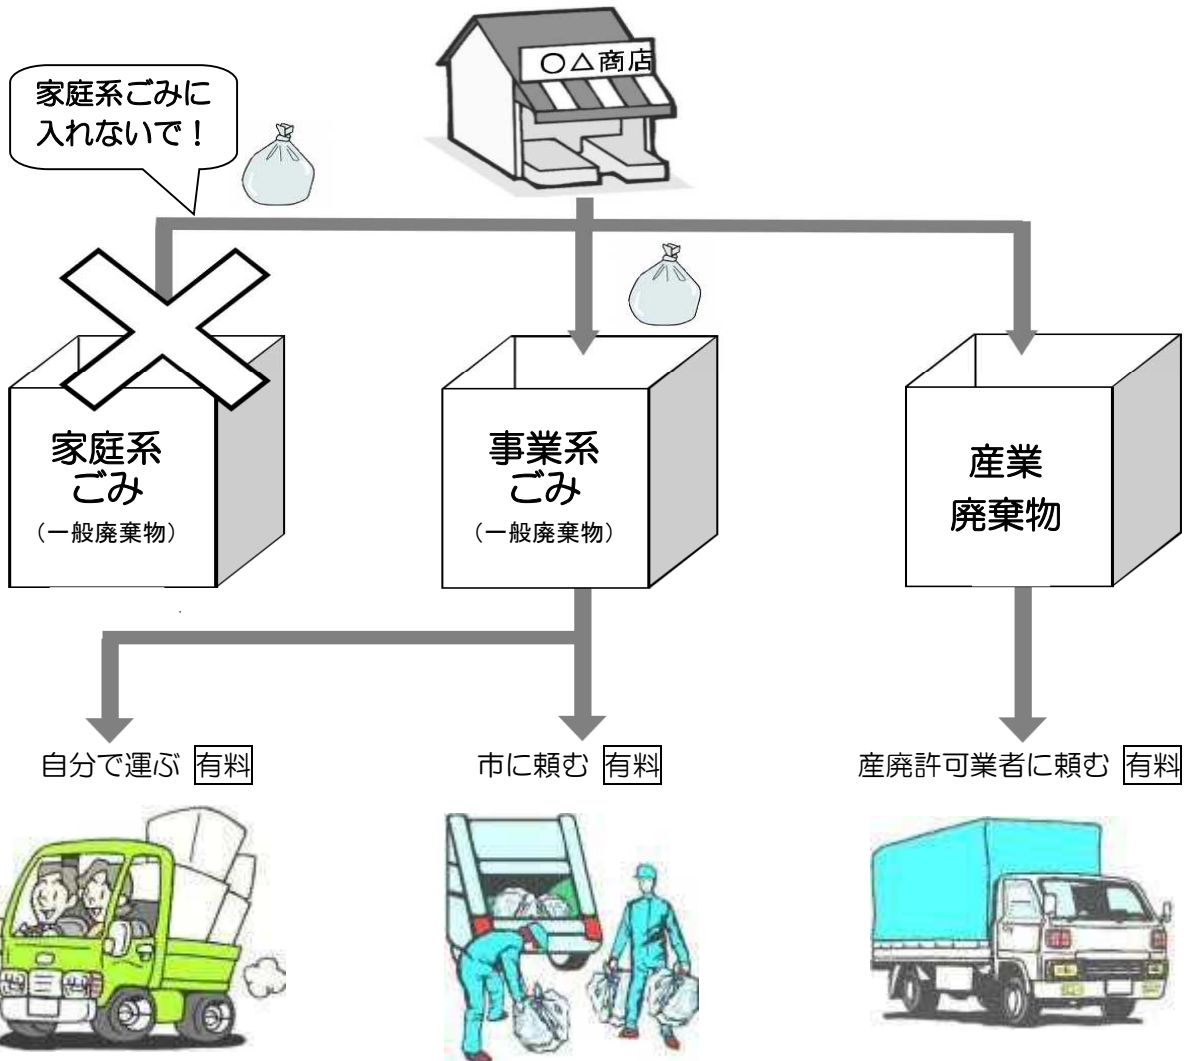 〇△商店
家庭系ごみに
入れないで！
家庭系
ごみ
（一般廃棄物）
事業系
ごみ
（一般廃棄物）
産業
廃棄物
自分で運ぶ 有料
市に頼む 有料
産廃許可業者に頼む 有料